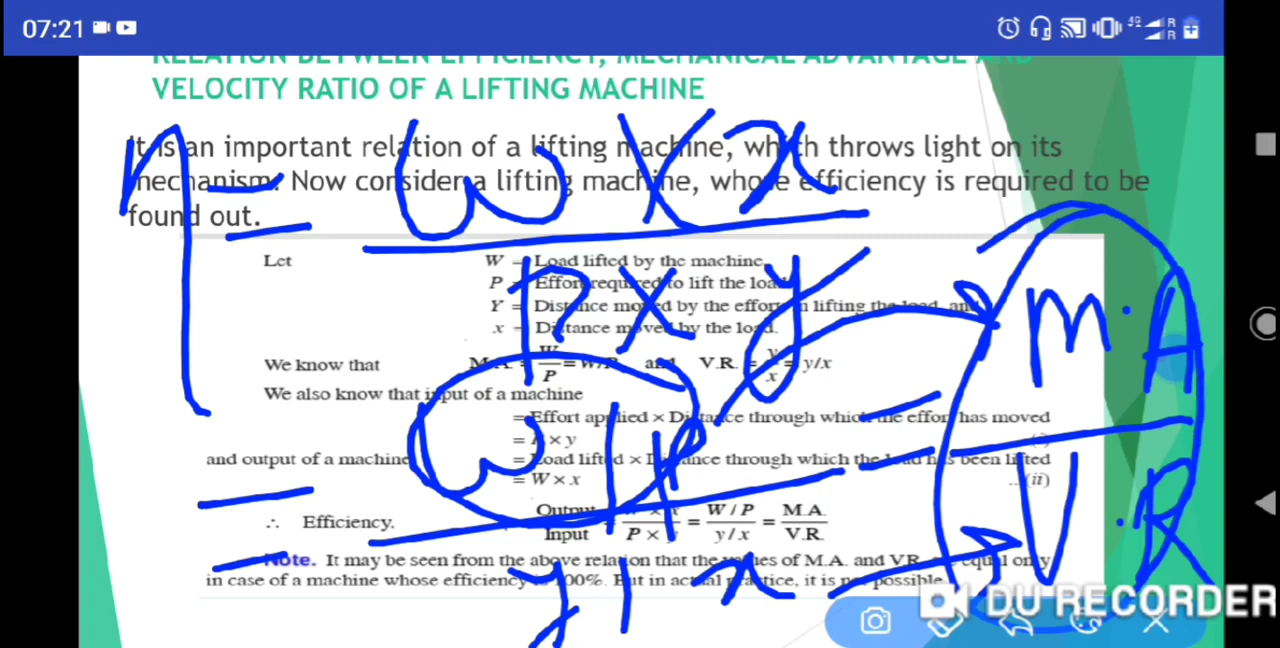 07:21
4G R
R
RELATION BETWEEN EFFICIENCY, MECHANICAL ADVANTAGE AND
VELOCITY RATIO OF A LIFTING MACHINE
It is an important relation of a lifting machine, which throws light on its
mechanism. Now consider a lifting machine, whose efficiency is required to be
found out.
η = W × x
P × y
Let W = Load lifted by the machine,
P = Effort required to lift the load
Y = Distance moved by the effort, in lifting the load, and
x = Distance moved by the load.
We know that M.A. = W/P = W/P and V.R. = y/x = y/x
We also know that input of a machine
= Effort applied × Distance through which the effort has moved
= P × y
and output of a machine = Load lifted × Distance through which the load has been lifted
= W × x ...(ii)
∴ Efficiency, Output/Input = W × x/P × y = W / P/y / x = M.A./V.R.
Note. It may be seen from the above relation that the values of M.A. and V.R. are equal only
in case of a machine whose efficiency is 100%. But in actual practice, it is not possible.
= W/P = M.A
y/x V.R
DU RECORDER